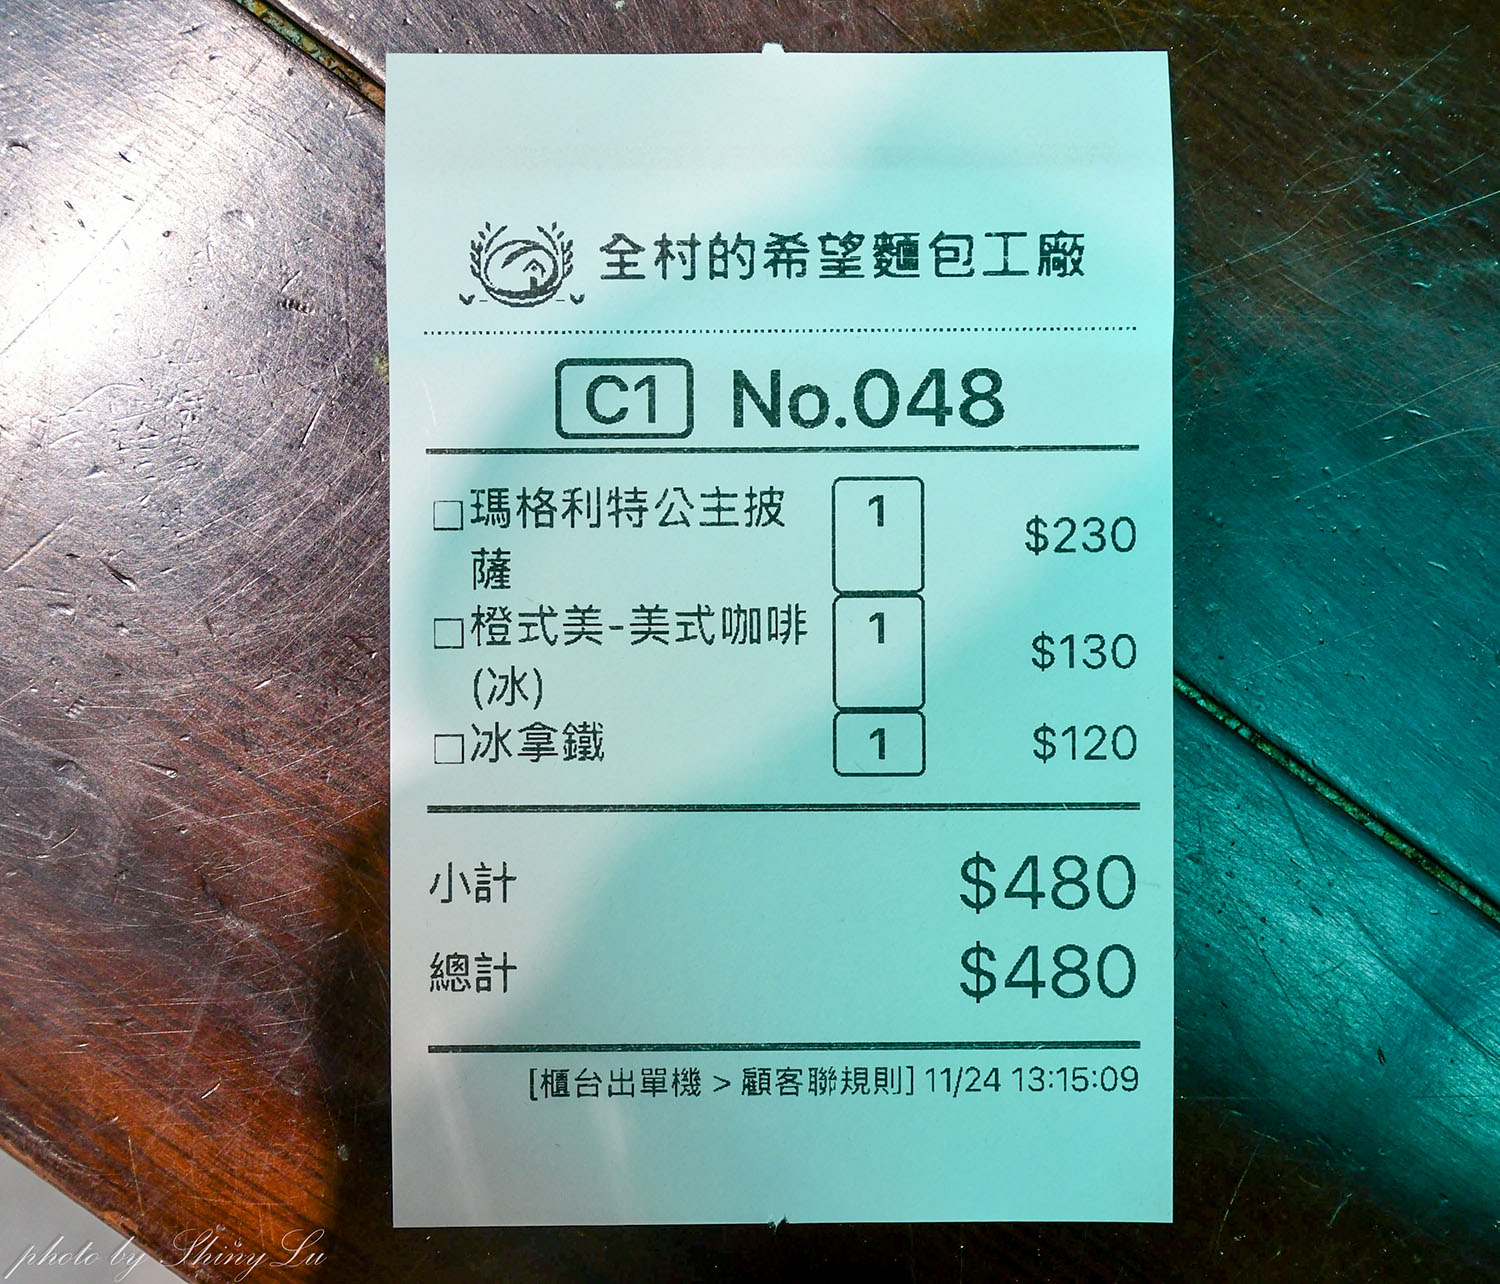 全村的希望麵包工廠
C1 No.048
□瑪格利特公主披 1 $230
薩
□橙式美-美式咖啡 1 $130
(冰)
□冰拿鐵 1 $120
小計 $480
總計 $480
[櫃台出單機 > 顧客聯規則] 11/24 13:15:09
photo by Shiny Lu